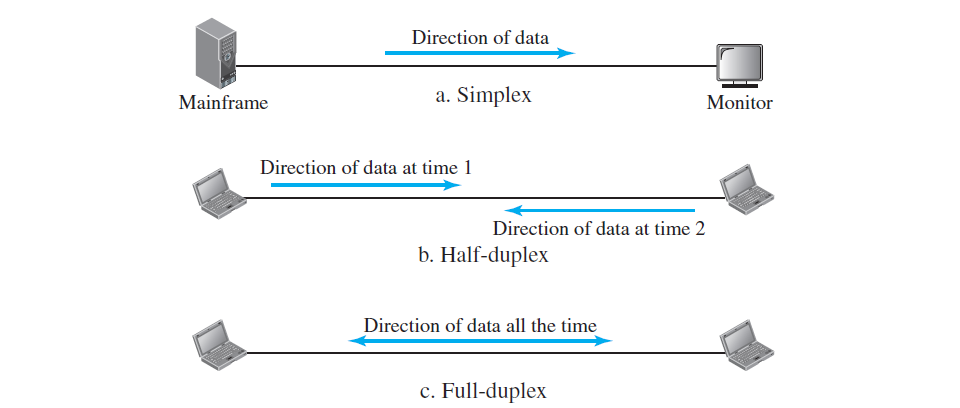 Direction of data
Mainframe
a. Simplex
Monitor
Direction of data at time 1
Direction of data at time 2
b. Half-duplex
Direction of data all the time
c. Full-duplex